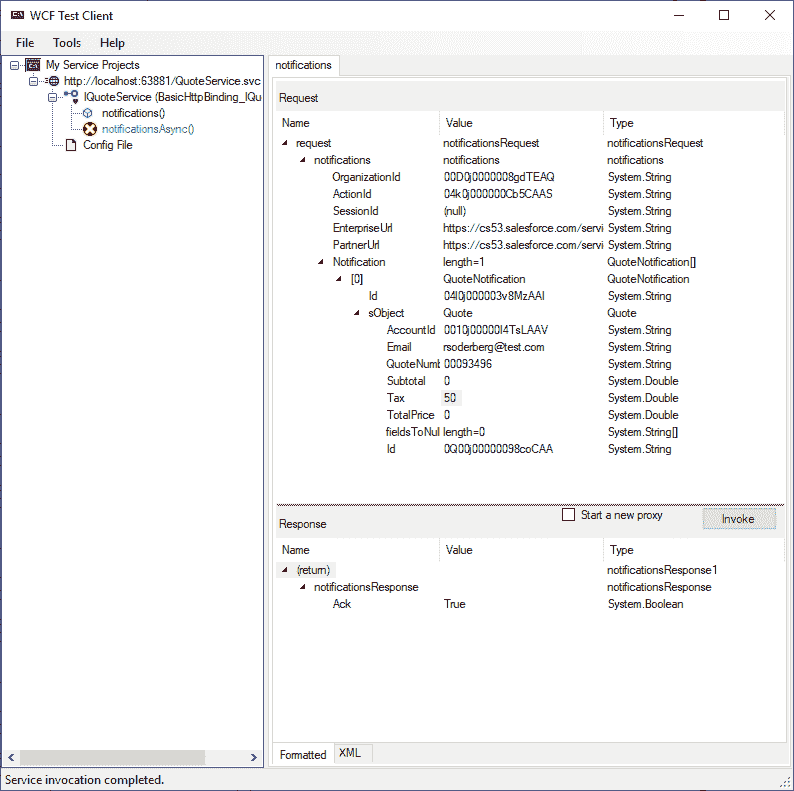 WCF Test Client
File Tools Help
My Service Projects
http://localhost:63881/QuoteService.svc
IQuoteService (BasicHttpBinding_IQu
notifications()
notificationsAsync()
Config File
notifications
Request
Name Value Type
request notificationsRequest notificationsRequest
notifications notifications notifications
OrganizationId 00D0j0000008gdTEAQ System.String
ActionId 04k0j000000Cb5CAAS System.String
SessionId (null) System.String
EnterpriseUrl https://cs53.salesforce.com/servi System.String
PartnerUrl https://cs53.salesforce.com/servi System.String
Notification length=1 QuoteNotification[]
[0] QuoteNotification QuoteNotification
Id 04l0j000003v8MzAAI System.String
sObject Quote Quote
AccountId 0010j00000I4TsLAAV System.String
Email rsoderberg@test.com System.String
QuoteNumb 00093496 System.String
Subtotal 0 System.Double
Tax 50 System.Double
TotalPrice 0 System.Double
fieldsToNul length=0 System.String[]
Id 0Q00j00000098coCAA System.String
Response
Start a new proxy
Invoke
Name Value Type
(return) notificationsResponse1
notificationsResponse notificationsResponse
Ack True System.Boolean
Formatted XML
Service invocation completed.